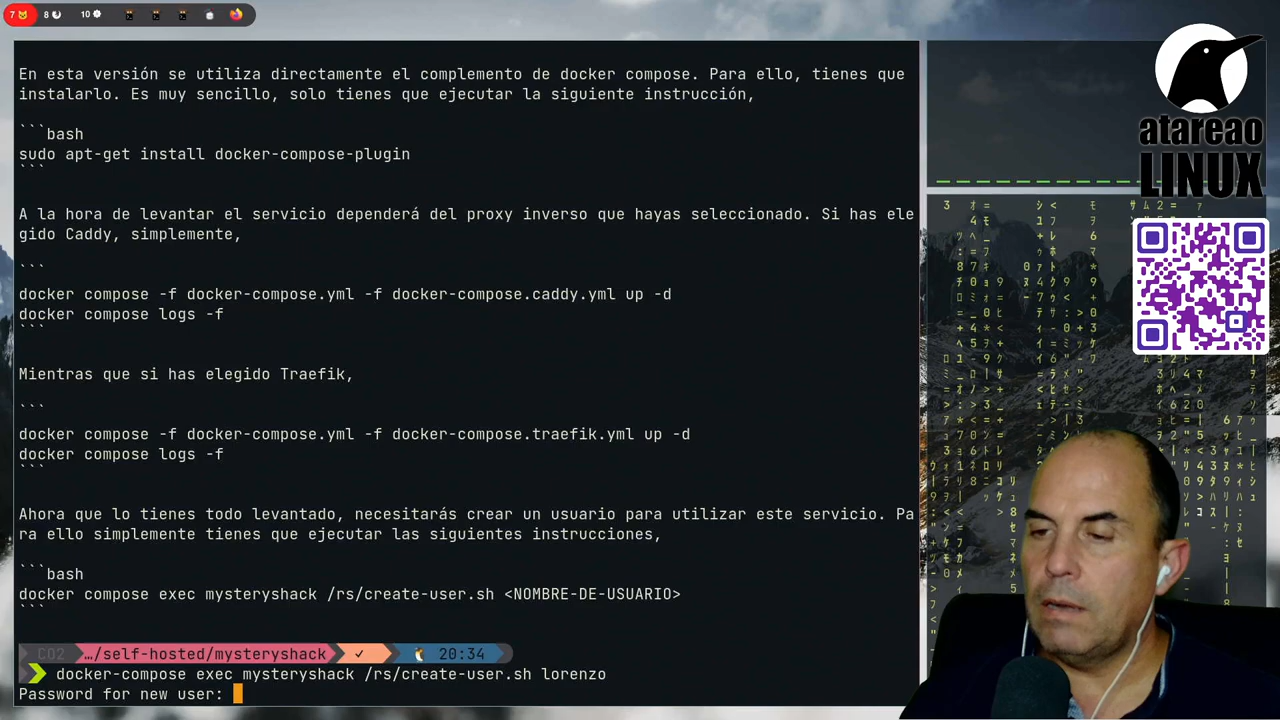 7 8 10
En esta versión se utiliza directamente el complemento de docker compose. Para ello, tienes que
instalarlo. Es muy sencillo, solo tienes que ejecutar la siguiente instrucción,
```bash
sudo apt-get install docker-compose-plugin
```
A la hora de levantar el servicio dependerá del proxy inverso que hayas seleccionado. Si has ele
gido Caddy, simplemente,
```
docker compose -f docker-compose.yml -f docker-compose.caddy.yml up -d
docker compose logs -f
```
Mientras que si has elegido Traefik,
```
docker compose -f docker-compose.yml -f docker-compose.traefik.yml up -d
docker compose logs -f
```
Ahora que lo tienes todo levantado, necesitarás crear un usuario para utilizar este servicio. Pa
ra ello simplemente tienes que ejecutar las siguientes instrucciones,
```bash
docker compose exec mysteryshack /rs/create-user.sh <NOMBRE-DE-USUARIO>
```
CO2 …/self-hosted/mysteryshack ✓ 20:34
docker-compose exec mysteryshack /rs/create-user.sh lorenzo
Password for new user:
atareao
LINUX